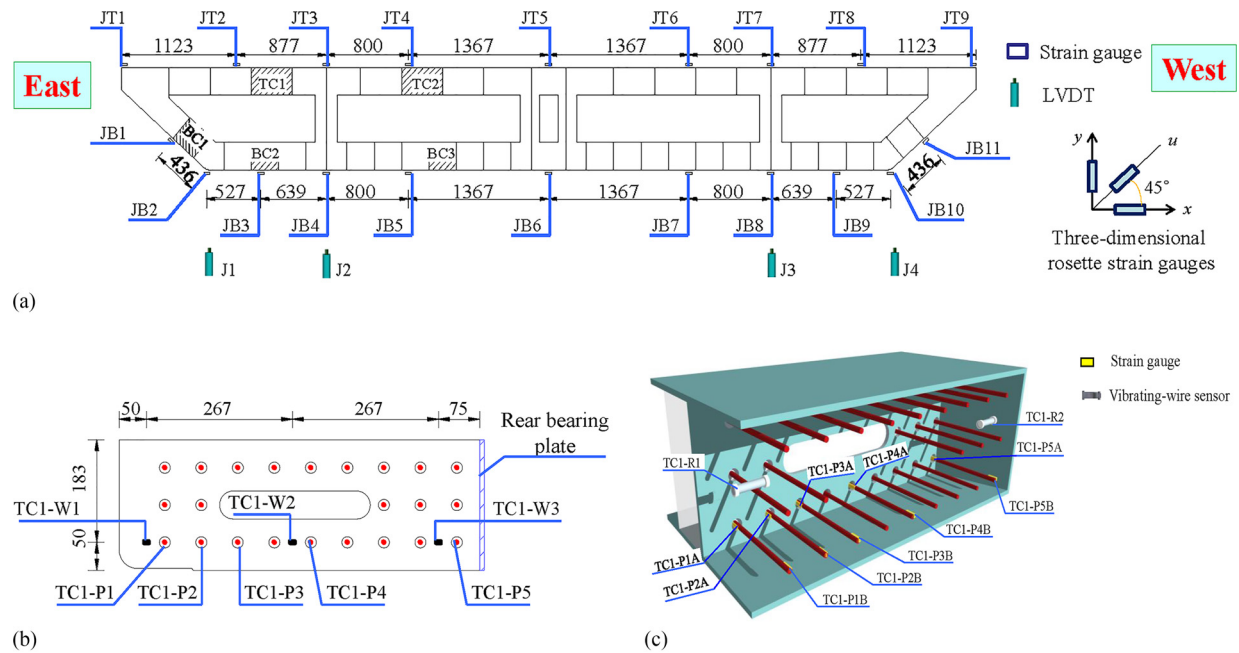 JT1
JT2
JT3
JT4
JT5
JT6
JT7
JT8
JT9
1123
877
800
1367
1367
800
877
1123
East
West
Strain gauge
LVDT
TC1
TC2
JB1
BC1
BC2
BC3
JB11
436
436
y
u
45°
x
527
639
800
1367
1367
800
639
527
JB2
JB3
JB4
JB5
JB6
JB7
JB8
JB9
JB10
Three-dimensional
rosette strain gauges
J1
J2
J3
J4
(a)
50
267
267
75
Rear bearing
plate
183
50
TC1-W1
TC1-W2
TC1-W3
TC1-P1
TC1-P2
TC1-P3
TC1-P4
TC1-P5
(b)
Strain gauge
Vibrating-wire sensor
TC1-R2
TC1-R1
TC1-P3A
TC1-P4A
TC1-P5A
TC1-P5B
TC1-P4B
TC1-P1A
TC1-P3B
TC1-P2A
TC1-P2B
TC1-P1B
(c)